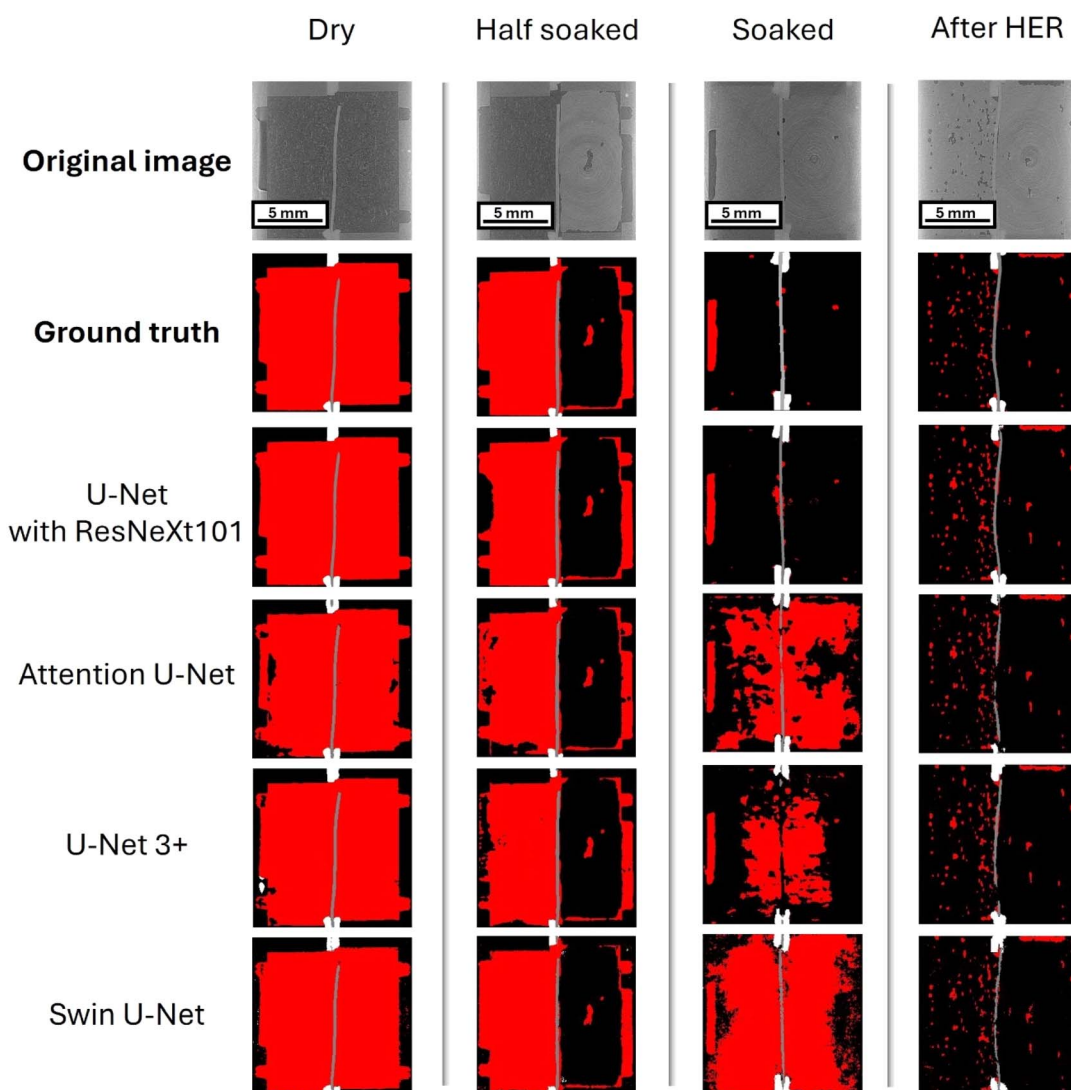 Dry
Half soaked
Soaked
After HER
Original image
5 mm
5 mm
5 mm
5 mm
Ground truth
U-Net
with ResNeXt101
Attention U-Net
U-Net 3+
Swin U-Net